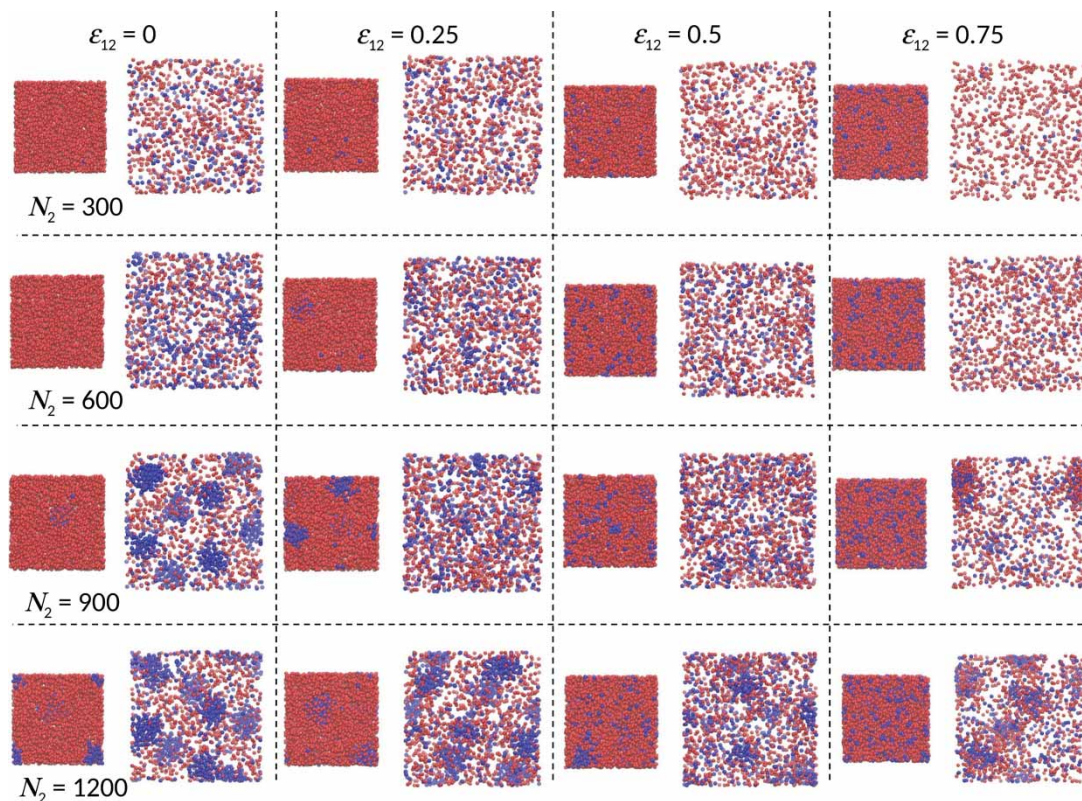 ε₁₂ = 0
ε₁₂ = 0.25
ε₁₂ = 0.5
ε₁₂ = 0.75
N₂ = 300
N₂ = 600
N₂ = 900
N₂ = 1200